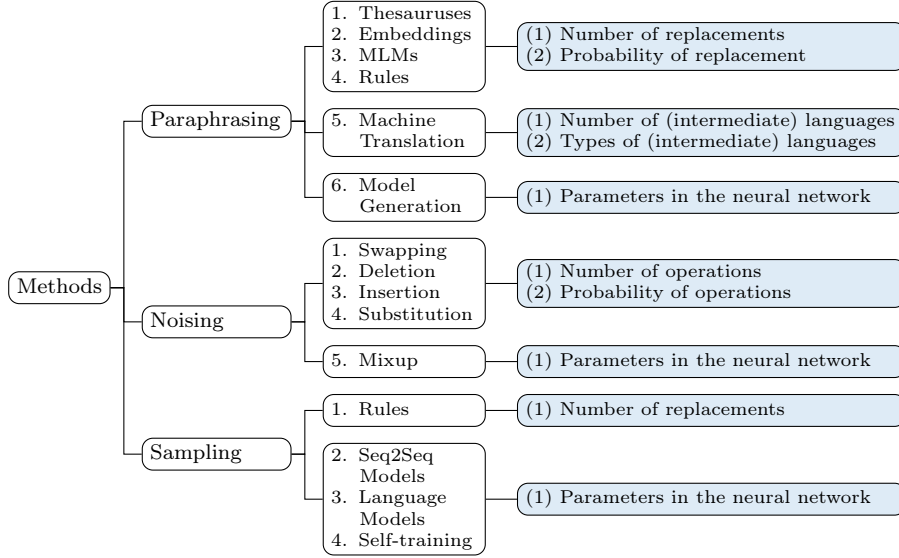 Methods
Paraphrasing
1. Thesauruses
2. Embeddings
3. MLMs
4. Rules
(1) Number of replacements
(2) Probability of replacement
5. Machine
Translation
(1) Number of (intermediate) languages
(2) Types of (intermediate) languages
6. Model
Generation
(1) Parameters in the neural network
Noising
1. Swapping
2. Deletion
3. Insertion
4. Substitution
(1) Number of operations
(2) Probability of operations
5. Mixup
(1) Parameters in the neural network
Sampling
1. Rules
(1) Number of replacements
2. Seq2Seq
Models
3. Language
Models
4. Self-training
(1) Parameters in the neural network